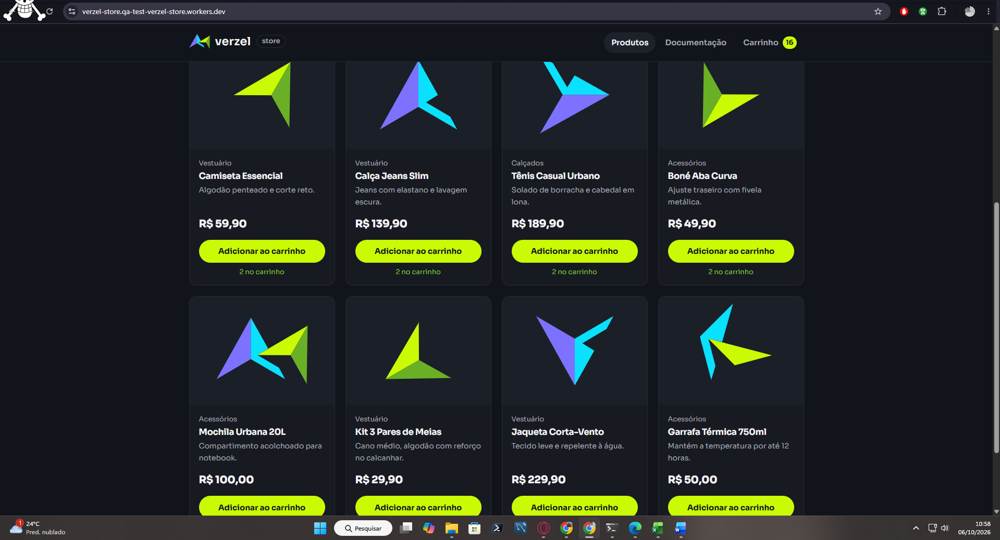 verzel-store.qa-test-verzel-store.workers.dev
verzel store
Produtos Documentação Carrinho 16
Vestuário
Camiseta Essencial
Algodão penteado e corte reto.
R$ 59,90
Adicionar ao carrinho
2 no carrinho
Vestuário
Calça Jeans Slim
Jeans com elastano e lavagem
escura.
R$ 139,90
Adicionar ao carrinho
2 no carrinho
Calçados
Tênis Casual Urbano
Solado de borracha e cabedal em
lona.
R$ 189,90
Adicionar ao carrinho
2 no carrinho
Acessórios
Boné Aba Curva
Ajuste traseiro com fivela
metálica.
R$ 49,90
Adicionar ao carrinho
2 no carrinho
Acessórios
Mochila Urbana 20L
Compartimento acolchoado para
notebook.
R$ 100,00
Adicionar ao carrinho
Vestuário
Kit 3 Pares de Meias
Cano médio, algodão com reforço
no calcanhar.
R$ 29,90
Adicionar ao carrinho
Vestuário
Jaqueta Corta-Vento
Tecido leve e repelente à água.
R$ 229,90
Adicionar ao carrinho
Acessórios
Garrafa Térmica 750ml
Mantém a temperatura por até 12
horas.
R$ 50,00
Adicionar ao carrinho
1
24°C
Pred. nublado
Pesquisar
10:58
06/10/2026